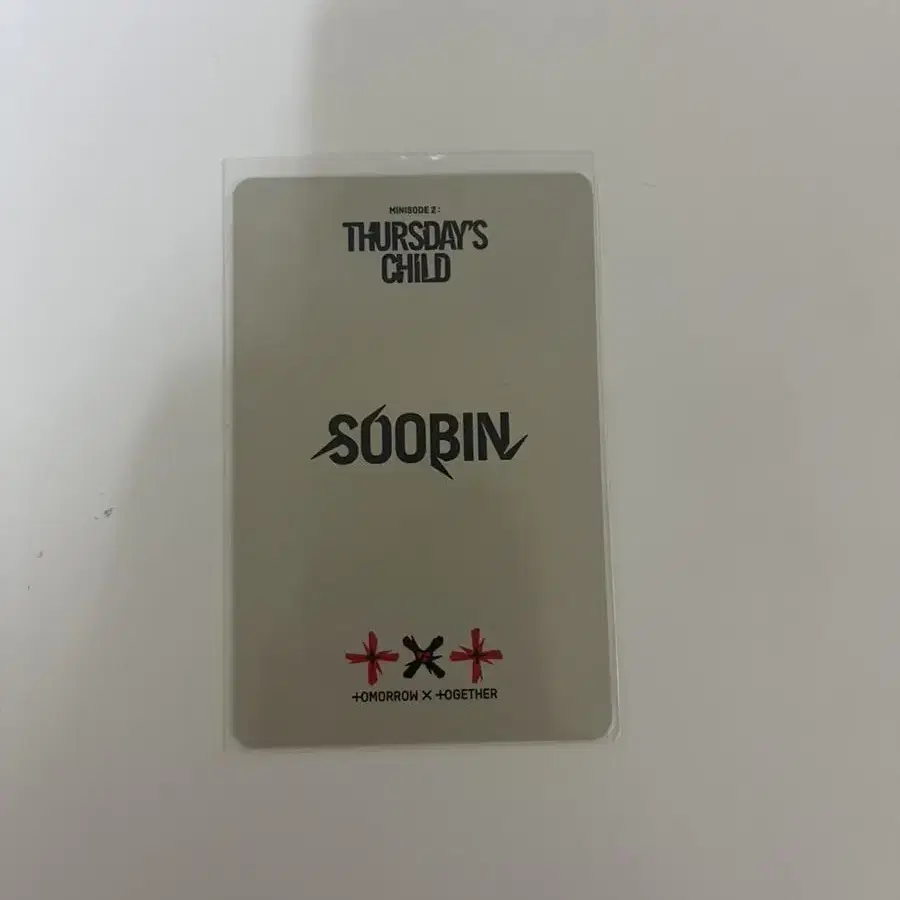 MINISODE 2:
THURSDAY'S
CHILD
SOOBIN
TOMORROW X TOGETHER